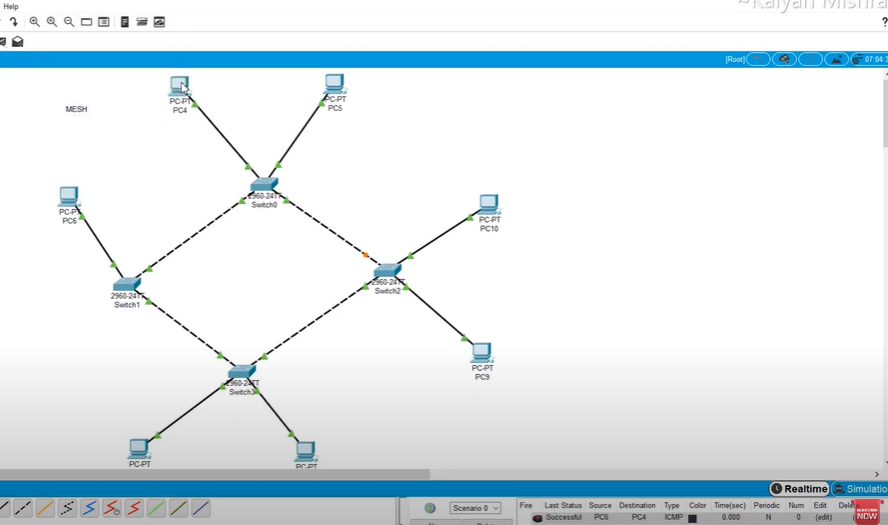 ~Kalyan Mishra
Help
?
[Root]
07:04:3
MESH
PC-PT
PC4
PC-PT
PC5
2960-24TT
Switch0
PC-PT
PC6
PC-PT
PC10
2960-24TT
Switch2
2960-24TT
Switch1
PC-PT
PC9
2960-24TT
Switch3
PC-PT
PC-PT
Realtime
Simulatio
Scenario 0
Fire Last Status Source Destination Type Color Time(sec) Periodic Num Edit Delete
Successful PC6 PC4 ICMP 0.000 N 0 (edit)
NOW